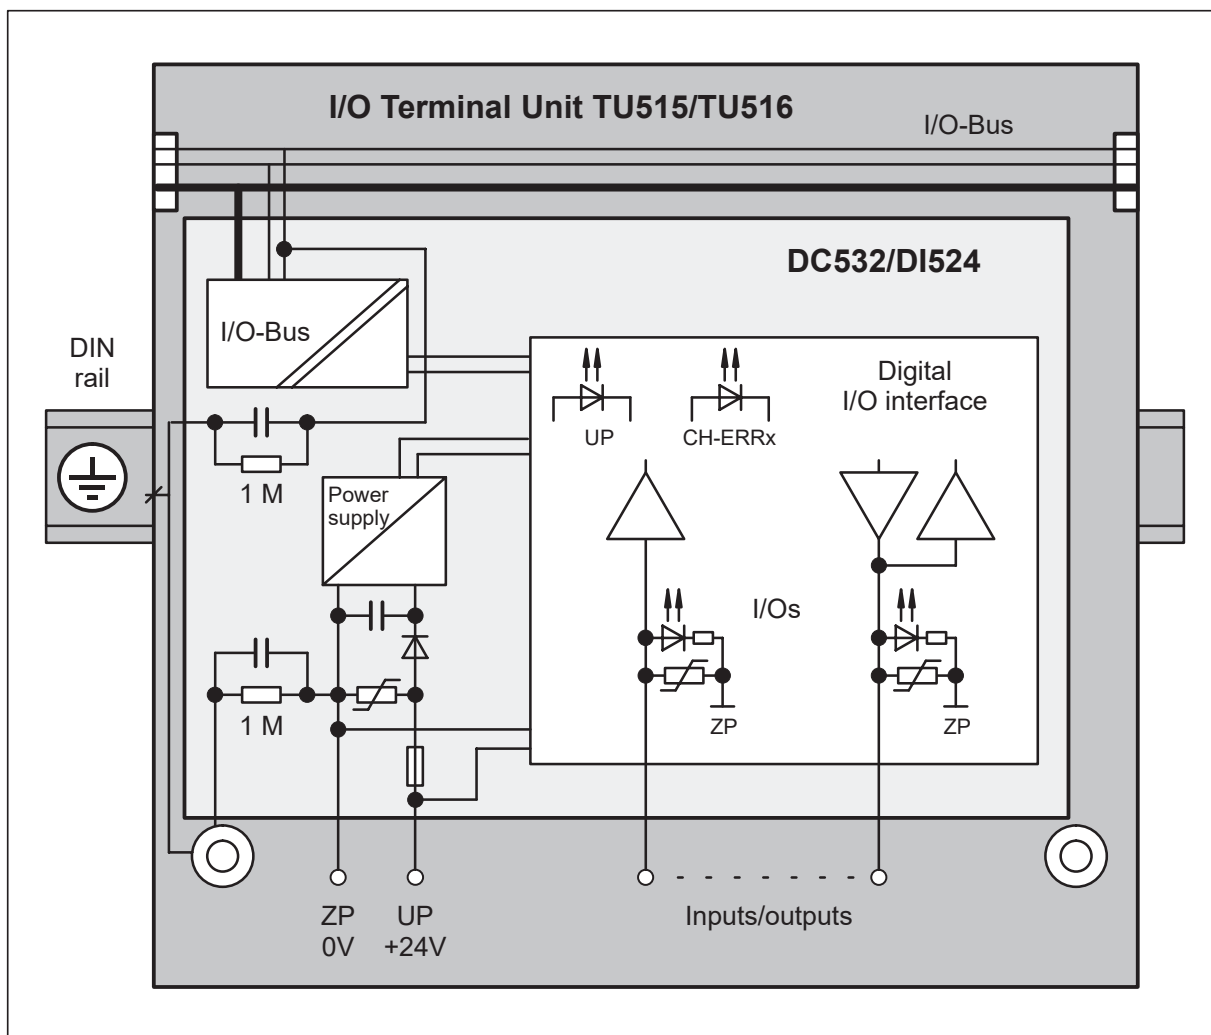 I/O Terminal Unit TU515/TU516
I/O-Bus
DC532/DI524
I/O-Bus
DIN
rail
Digital
I/O interface
UP
CH-ERRx
1 M
Power
supply
I/Os
1 M
ZP
ZP
ZP
0V
UP
+24V
Inputs/outputs